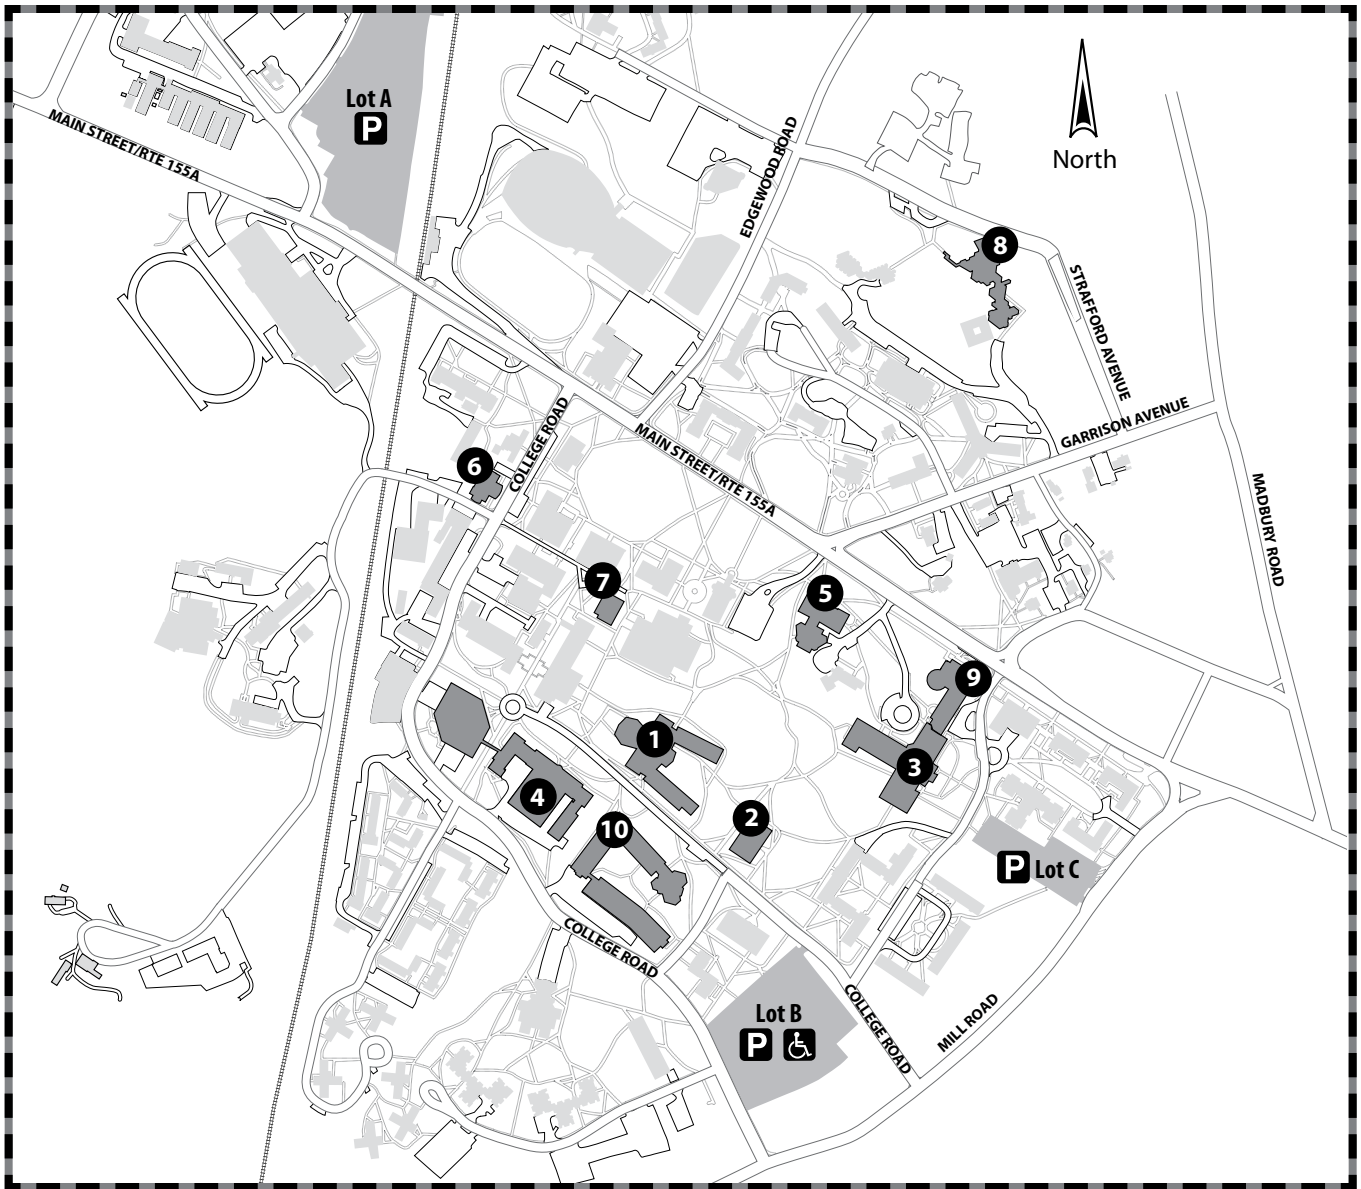 Lot A
P
MAIN STREET/RTE 155A
EDGEWOOD ROAD
North
8
STRAFFORD AVENUE
GARRISON AVENUE
COLLEGE ROAD
MAIN STREET/RTE 155A
6
MADBURY ROAD
7
5
9
1
3
4
2
10
P Lot C
COLLEGE ROAD
Lot B
P
COLLEGE ROAD
MILL ROAD